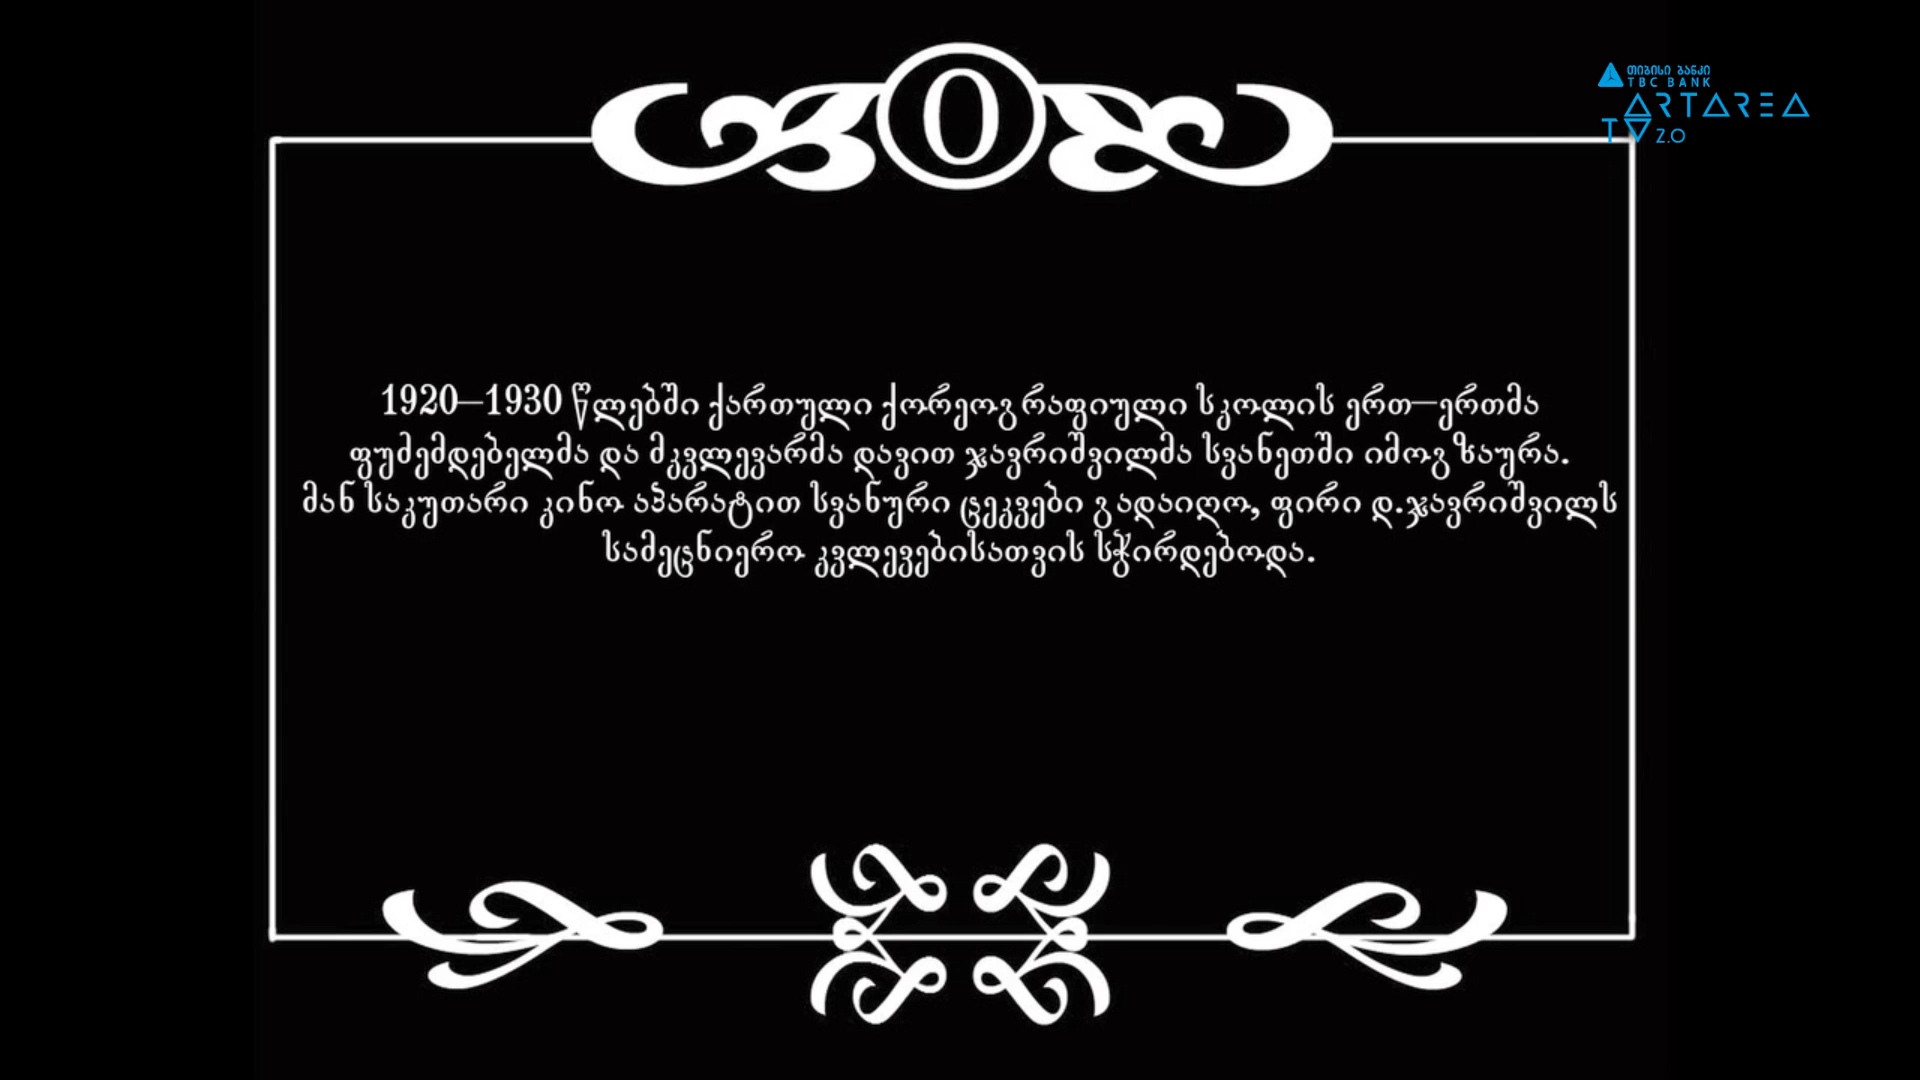 0
თიბისი ბანკი
TBC BANK
ARTAREA
TV 2.0
1920–1930 წლებში ქართული ქორეოგრაფიული სკოლის ერთ–ერთმა
ფუძემდებელმა და მკვლევარმა დავით ჯავრიშვილმა სვანეთში იმოგზაურა.
მან საკუთარი კინო აპარატით სვანური ცეკვები გადაიღო, ფირი დ.ჯავრიშვილს
სამეცნიერო კვლევებისათვის სჭირდებოდა.